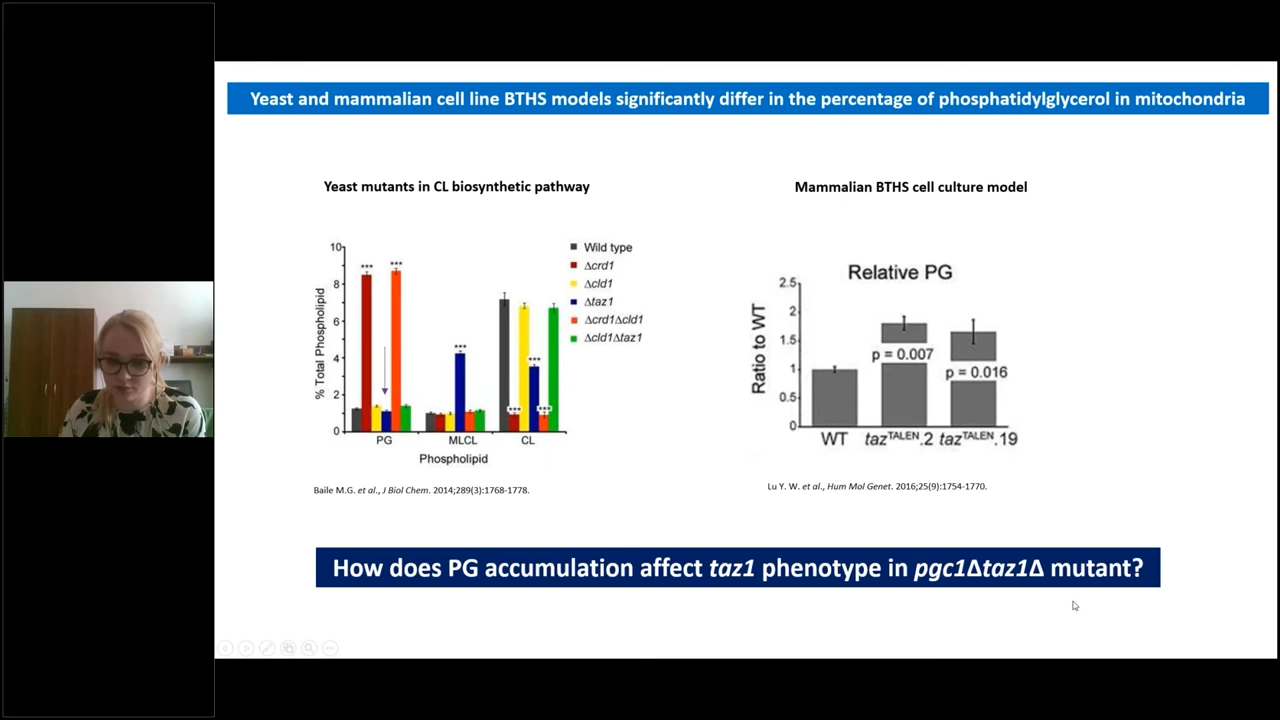 Yeast and mammalian cell line BTHS models significantly differ in the percentage of phosphatidylglycerol in mitochondria
Yeast mutants in CL biosynthetic pathway
% Total Phospholipid
10
8
6
4
2
0
***
***
***
***
***
***
PG
MLCL
CL
Phospholipid
Wild type
Δcrd1
Δcld1
Δtaz1
Δcrd1Δcld1
Δcld1Δtaz1
Baile M.G. et al., J Biol Chem. 2014;289(3):1768-1778.
Mammalian BTHS cell culture model
Relative PG
Ratio to WT
2.5
2
1.5
1
0.5
0
p = 0.007
p = 0.016
WT
tazTALEN.2
tazTALEN.19
Lu Y. W. et al., Hum Mol Genet. 2016;25(9):1754-1770.
How does PG accumulation affect taz1 phenotype in pgc1Δtaz1Δ mutant?